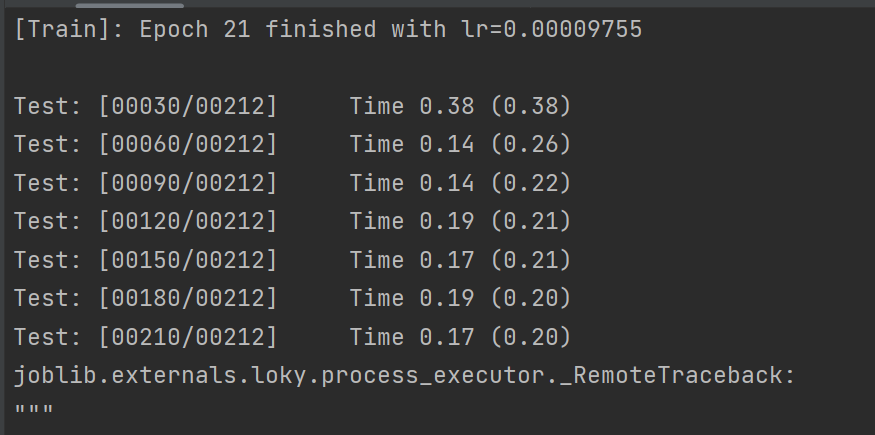 [Train]: Epoch 21 finished with lr=0.00009755
Test: [00030/00212]     Time 0.38 (0.38)
Test: [00060/00212]     Time 0.14 (0.26)
Test: [00090/00212]     Time 0.14 (0.22)
Test: [00120/00212]     Time 0.19 (0.21)
Test: [00150/00212]     Time 0.17 (0.21)
Test: [00180/00212]     Time 0.19 (0.20)
Test: [00210/00212]     Time 0.17 (0.20)
joblib.externals.loky.process_executor._RemoteTraceback:
"""